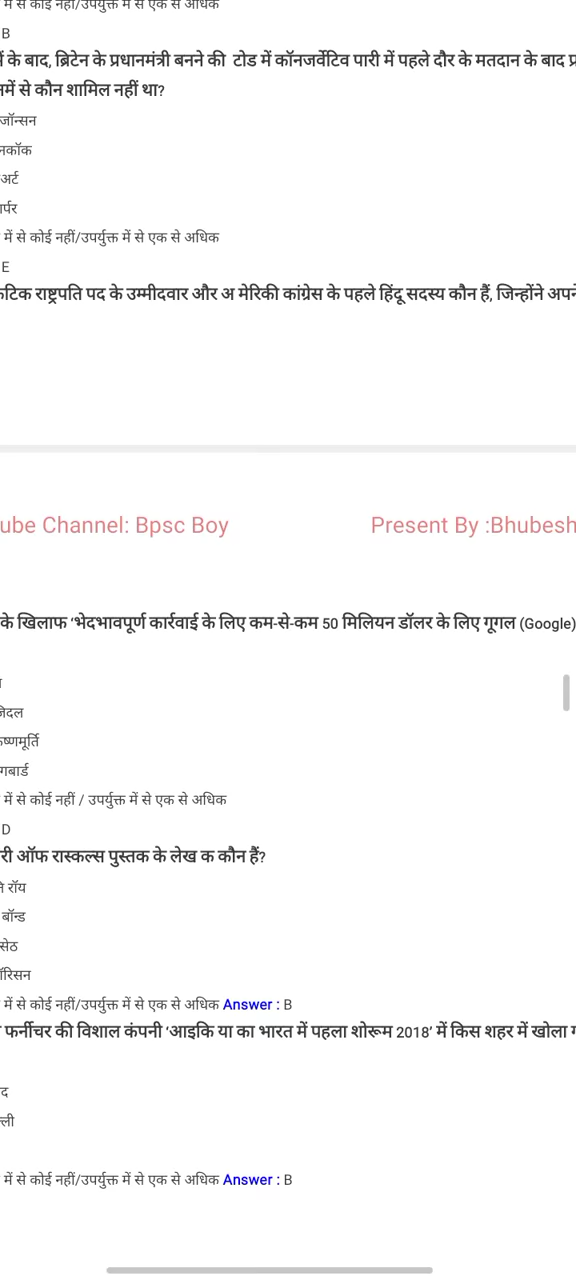 में से कोई नहीं/उपर्युक्त में से एक से अधिक
B
के बाद, ब्रिटेन के प्रधानमंत्री बनने की टोड में कॉनजर्वेटिव पारी में पहले दौर के मतदान के बाद
में से कौन शामिल नहीं था?
जॉन्सन
नकॉक
अर्ट
र्पर
में से कोई नहीं/उपर्युक्त में से एक से अधिक
E
टिक राष्ट्रपति पद के उम्मीदवार और अ मेरिकी कांग्रेस के पहले हिंदू सदस्य कौन हैं, जिन्होंने अपने
ube Channel: Bpsc Boy
Present By :Bhubesh
के खिलाफ ‘भेदभावपूर्ण कार्रवाई के लिए कम-से-कम 50 मिलियन डॉलर के लिए गूगल (Google)
जिदल
ष्णमूर्ति
गबार्ड
में से कोई नहीं / उपर्युक्त में से एक से अधिक
D
री ऑफ रास्कल्स पुस्तक के लेख क कौन हैं?
रॉय
बॉन्ड
सेठ
ॉरिसन
में से कोई नहीं/उपर्युक्त में से एक से अधिक Answer : B
फर्नीचर की विशाल कंपनी ‘आइकि या का भारत में पहला शोरूम 2018’ में किस शहर में खोला
द
ल्ली
में से कोई नहीं/उपर्युक्त में से एक से अधिक Answer : B